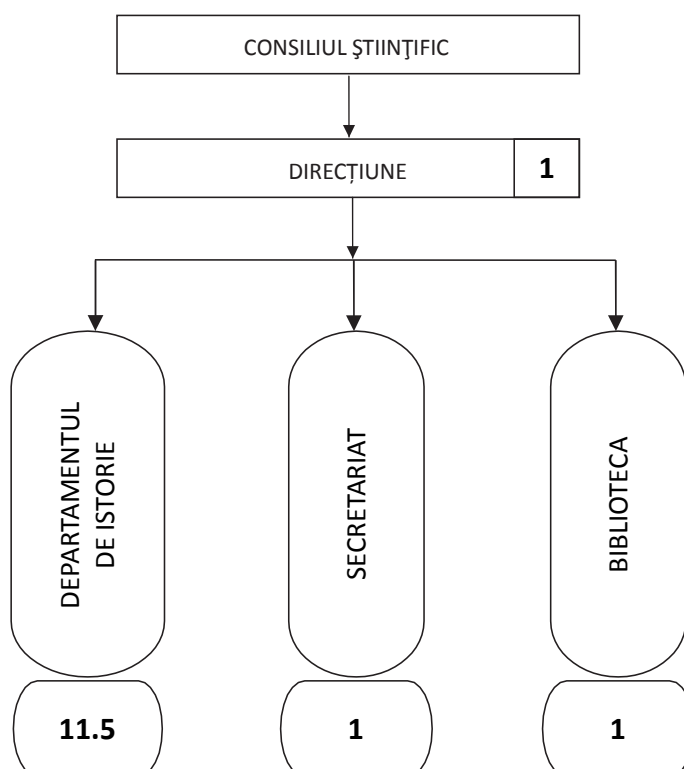 CONSILIUL ŞTIINŢIFIC
DIRECȚIUNE
1
DEPARTAMENTUL
DE ISTORIE
SECRETARIAT
BIBLIOTECA
11.5
1
1